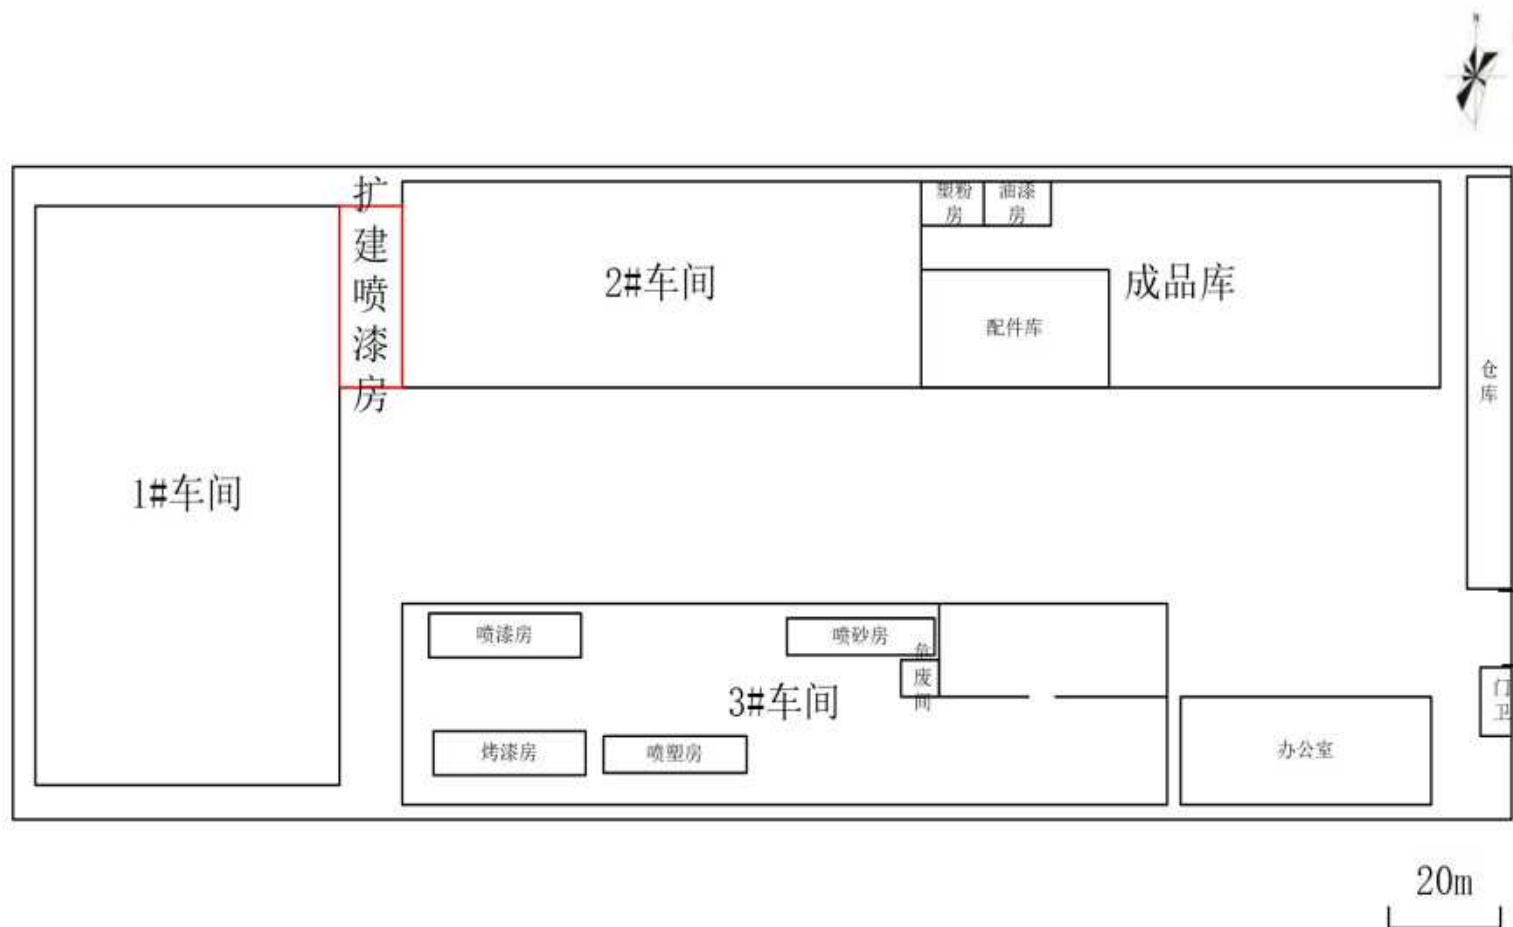 N
扩
建
喷
漆
房
塑粉
房
油漆
房
2#车间
成品库
配件库
仓
库
1#车间
喷漆房
喷砂房
危
废
间
3#车间
门
卫
烤漆房
喷塑房
办公室
20m